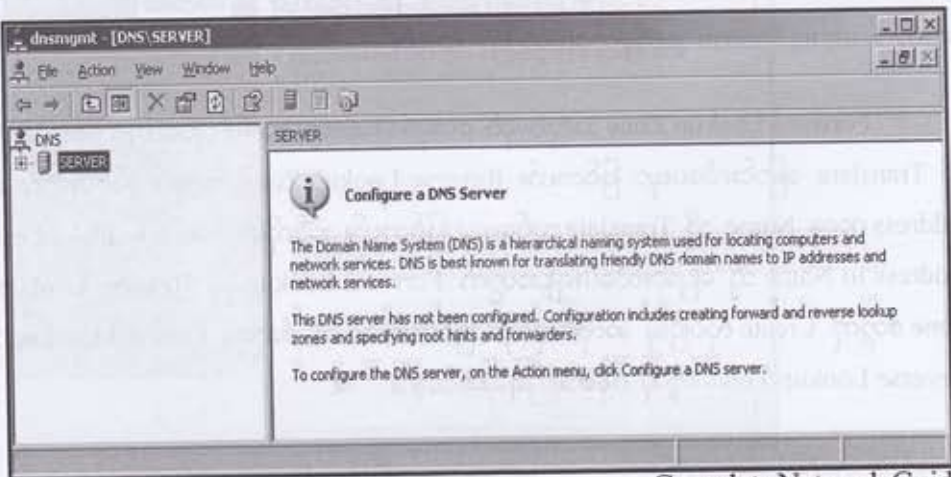 dnsmgmt - [DNS\SERVER]
File Action View Window Help
DNS
SERVER
SERVER
Configure a DNS Server
The Domain Name System (DNS) is a hierarchical naming system used for locating computers and
network services. DNS is best known for translating friendly DNS domain names to IP addresses and
network services.
This DNS server has not been configured. Configuration includes creating forward and reverse lookup
zones and specifying root hints and forwarders.
To configure the DNS server, on the Action menu, click Configure a DNS server.